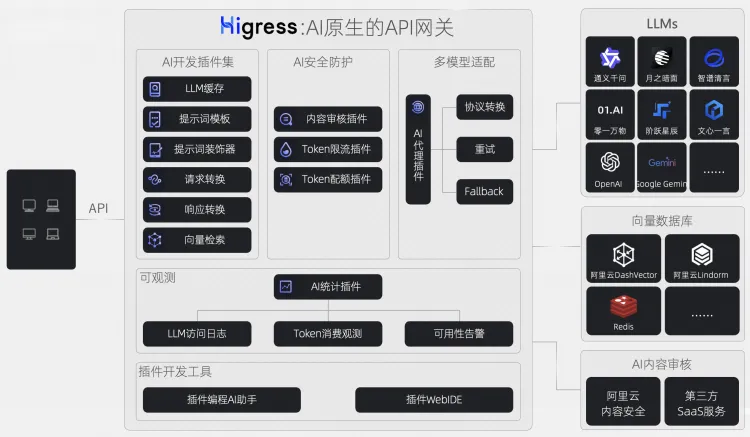 Higress:AI原生的API网关
API
AI开发插件集
LLM缓存
提示词模板
提示词装饰器
请求转换
响应转换
向量检索
AI安全防护
内容审核插件
Token限流插件
Token配额插件
多模型适配
AI代理插件
协议转换
重试
Fallback
可观测
AI统计插件
LLM访问日志
Token消费观测
可用性告警
插件开发工具
插件编程AI助手
插件WebIDE
LLMs
通义千问
月之暗面
智谱清言
01.AI
零一万物
阶跃星辰
文心一言
OpenAI
Gemini
Google Gemini
......
向量数据库
阿里云DashVector
阿里云Lindorm
Redis
......
AI内容审核
阿里云
内容安全
第三方
SaaS服务